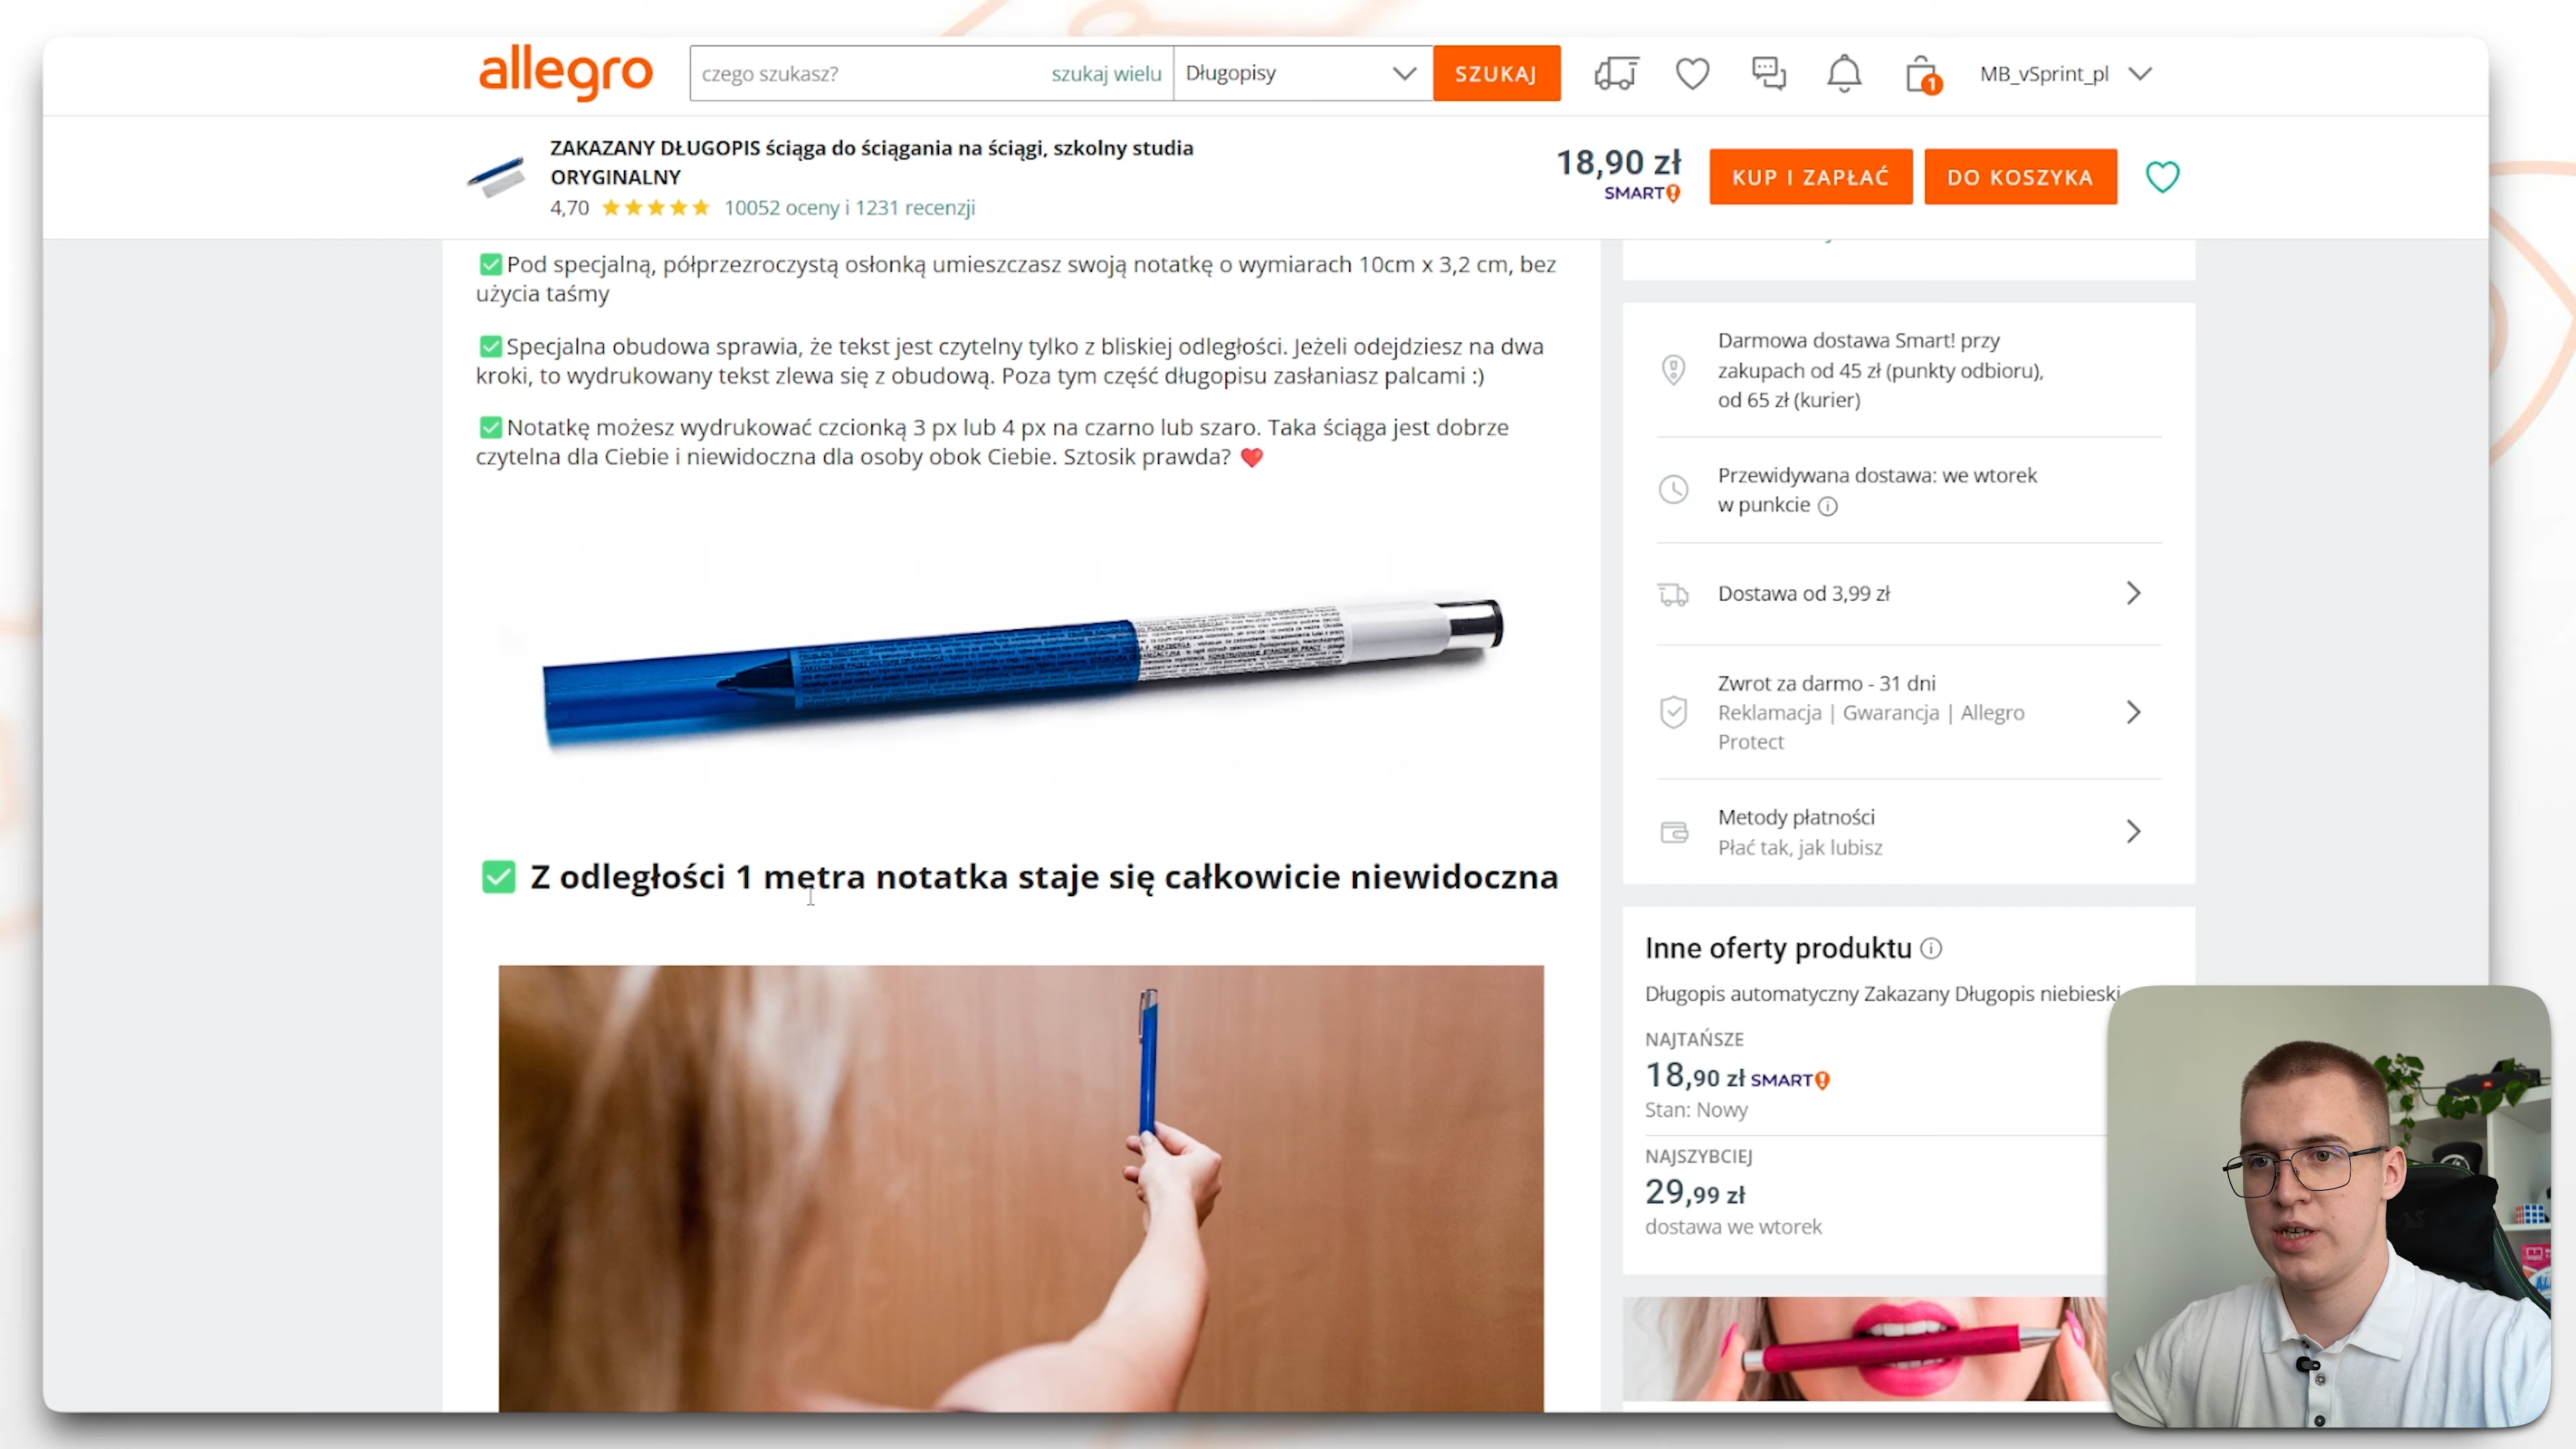 allegro
czego szukasz?
szukaj wielu
Długopisy
SZUKAJ
1
MB_vSprint_pl
ZAKAZANY DŁUGOPIS ściąga do ściągania na ściągi, szkolny studia
ORYGINALNY
4,70
10052 oceny i 1231 recenzji
18,90 zł
SMART!
KUP I ZAPŁAĆ
DO KOSZYKA
✅Pod specjalną, półprzezroczystą osłonką umieszczasz swoją notatkę o wymiarach 10cm x 3,2 cm, bez
użycia taśmy
✅Specjalna obudowa sprawia, że tekst jest czytelny tylko z bliskiej odległości. Jeżeli odejdziesz na dwa
kroki, to wydrukowany tekst zlewa się z obudową. Poza tym część długopisu zasłaniasz palcami :)
✅Notatkę możesz wydrukować czcionką 3 px lub 4 px na czarno lub szaro. Taka ściąga jest dobrze
czytelna dla Ciebie i niewidoczna dla osoby obok Ciebie. Sztosik prawda? ❤️
✅ Z odległości 1 metra notatka staje się całkowicie niewidoczna
Darmowa dostawa Smart! przy
zakupach od 45 zł (punkty odbioru),
od 65 zł (kurier)
Przewidywana dostawa: we wtorek
w punkcie
Dostawa od 3,99 zł
Zwrot za darmo - 31 dni
Reklamacja | Gwarancja | Allegro
Protect
Metody płatności
Płać tak, jak lubisz
Inne oferty produktu
Długopis automatyczny Zakazany Długopis niebieski
NAJTAŃSZE
18,90 zł SMART!
Stan: Nowy
NAJSZYBCIEJ
29,99 zł
dostawa we wtorek